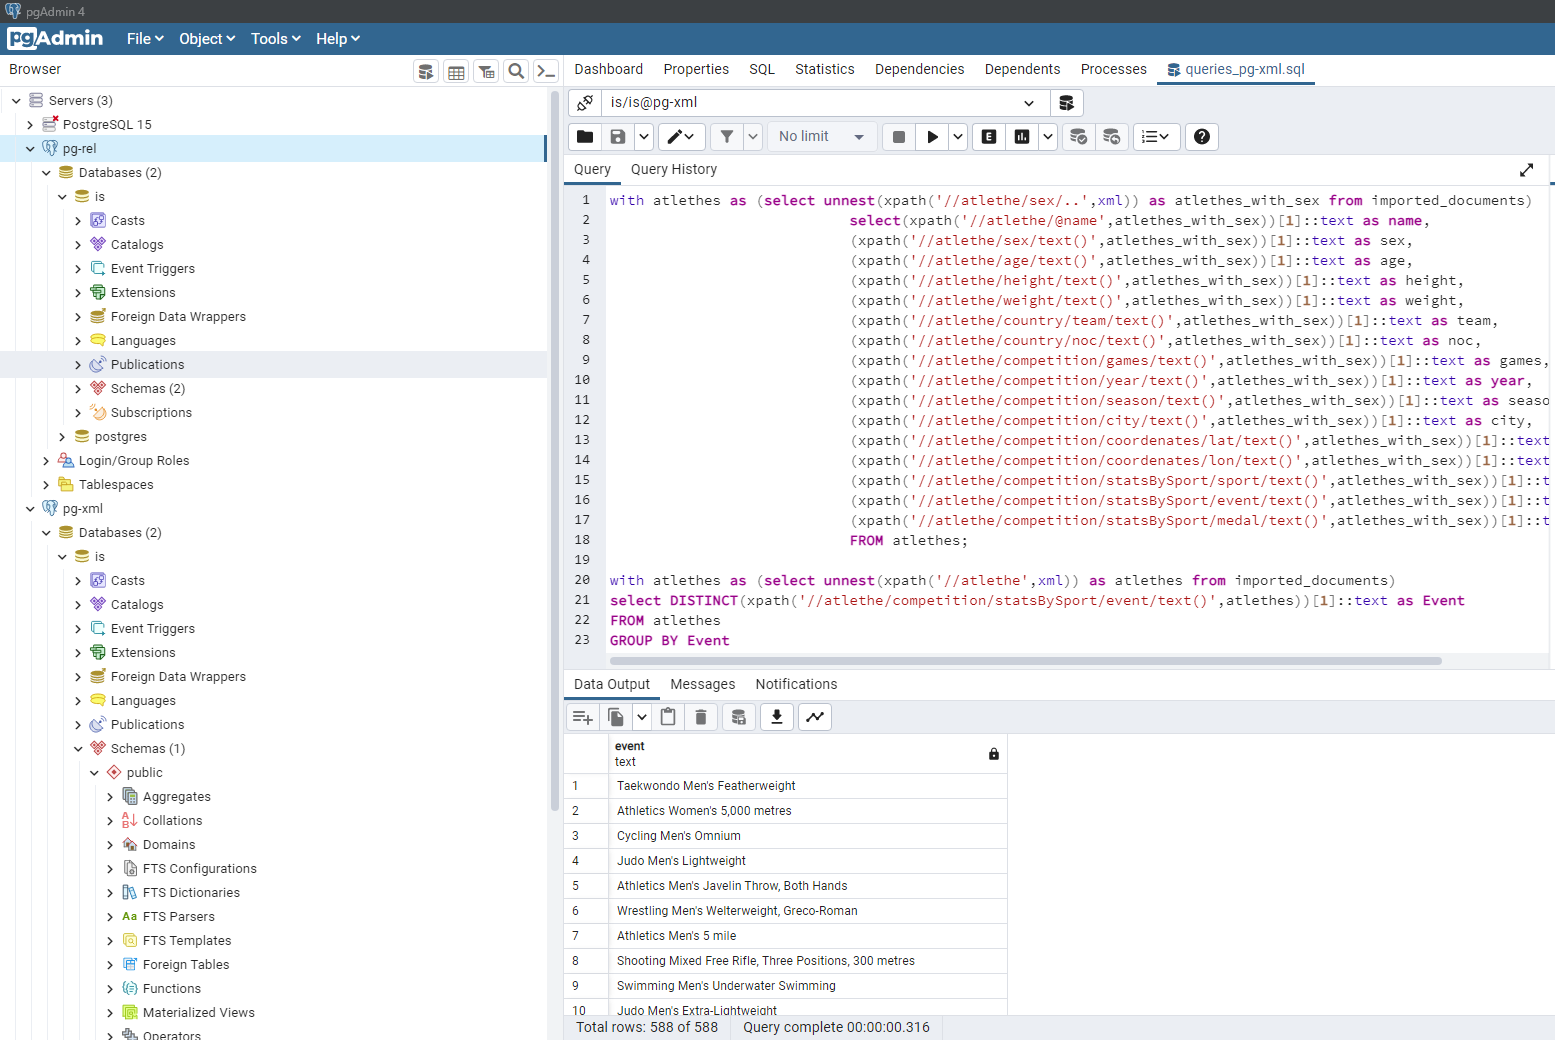 pgAdmin 4
pgAdmin File Object Tools Help
Browser
Dashboard Properties SQL Statistics Dependencies Dependents Processes queries_pg-xml.sql
Servers (3)
PostgreSQL 15
pg-rel
Databases (2)
is
Casts
Catalogs
Event Triggers
Extensions
Foreign Data Wrappers
Languages
Publications
Schemas (2)
Subscriptions
postgres
Login/Group Roles
Tablespaces
pg-xml
Databases (2)
is
Casts
Catalogs
Event Triggers
Extensions
Foreign Data Wrappers
Languages
Publications
Schemas (1)
public
Aggregates
Collations
Domains
FTS Configurations
FTS Dictionaries
Aa FTS Parsers
FTS Templates
Foreign Tables
Functions
Materialized Views
Operators
is/is@pg-xml
No limit
E
Query Query History
1 with atlethes as (select unnest(xpath('//atlethe/sex/..',xml)) as atlethes_with_sex from imported_documents)
2 select(xpath('//atlethe/@name',atlethes_with_sex))[1]::text as name,
3 (xpath('//atlethe/sex/text()',atlethes_with_sex))[1]::text as sex,
4 (xpath('//atlethe/age/text()',atlethes_with_sex))[1]::text as age,
5 (xpath('//atlethe/height/text()',atlethes_with_sex))[1]::text as height,
6 (xpath('//atlethe/weight/text()',atlethes_with_sex))[1]::text as weight,
7 (xpath('//atlethe/country/team/text()',atlethes_with_sex))[1]::text as team,
8 (xpath('//atlethe/country/noc/text()',atlethes_with_sex))[1]::text as noc,
9 (xpath('//atlethe/competition/games/text()',atlethes_with_sex))[1]::text as games,
10 (xpath('//atlethe/competition/year/text()',atlethes_with_sex))[1]::text as year,
11 (xpath('//atlethe/competition/season/text()',atlethes_with_sex))[1]::text as seaso
12 (xpath('//atlethe/competition/city/text()',atlethes_with_sex))[1]::text as city,
13 (xpath('//atlethe/competition/coordenates/lat/text()',atlethes_with_sex))[1]::text
14 (xpath('//atlethe/competition/coordenates/lon/text()',atlethes_with_sex))[1]::text
15 (xpath('//atlethe/competition/statsBySport/sport/text()',atlethes_with_sex))[1]::t
16 (xpath('//atlethe/competition/statsBySport/event/text()',atlethes_with_sex))[1]::t
17 (xpath('//atlethe/competition/statsBySport/medal/text()',atlethes_with_sex))[1]::t
18 FROM atlethes;
19
20 with atlethes as (select unnest(xpath('//atlethe',xml)) as atlethes from imported_documents)
21 select DISTINCT(xpath('//atlethe/competition/statsBySport/event/text()',atlethes))[1]::text as Event
22 FROM atlethes
23 GROUP BY Event
Data Output Messages Notifications
event
text
1 Taekwondo Men's Featherweight
2 Athletics Women's 5,000 metres
3 Cycling Men's Omnium
4 Judo Men's Lightweight
5 Athletics Men's Javelin Throw, Both Hands
6 Wrestling Men's Welterweight, Greco-Roman
7 Athletics Men's 5 mile
8 Shooting Mixed Free Rifle, Three Positions, 300 metres
9 Swimming Men's Underwater Swimming
10 Judo Men's Extra-Lightweight
Total rows: 588 of 588 Query complete 00:00:00.316